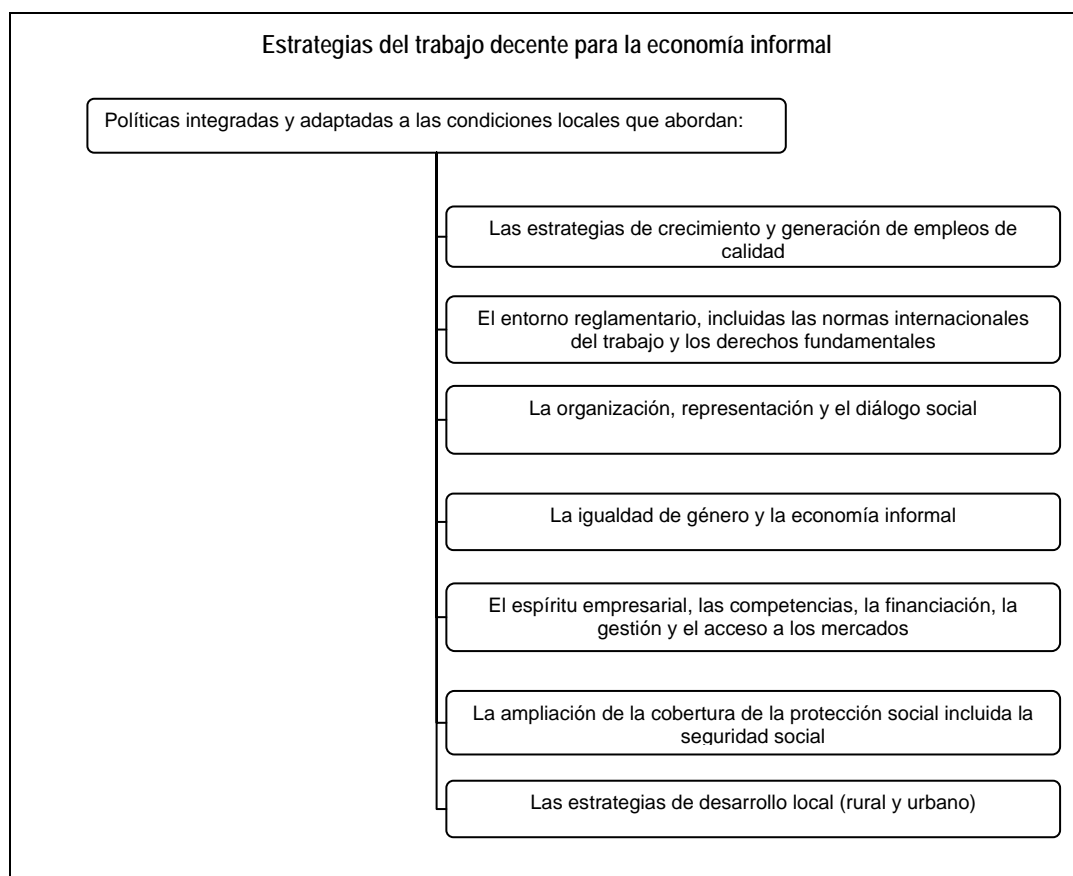 Estrategias del trabajo decente para la economía informal
Políticas integradas y adaptadas a las condiciones locales que abordan:
Las estrategias de crecimiento y generación de empleos de
calidad
El entorno reglamentario, incluidas las normas internacionales
del trabajo y los derechos fundamentales
La organización, representación y el diálogo social
La igualdad de género y la economía informal
El espíritu empresarial, las competencias, la financiación, la
gestión y el acceso a los mercados
La ampliación de la cobertura de la protección social incluida la
seguridad social
Las estrategias de desarrollo local (rural y urbano)